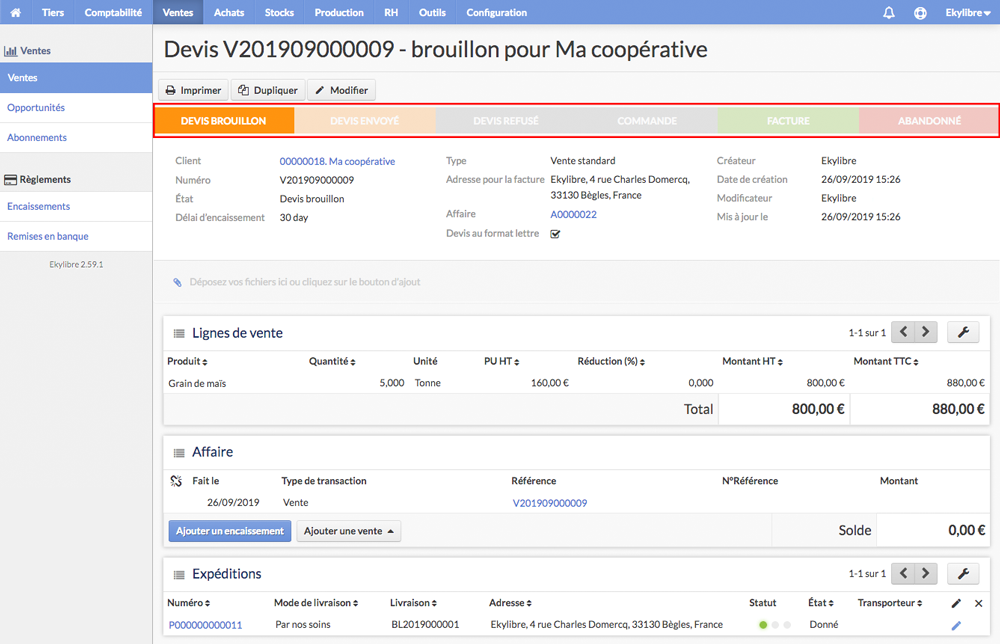 Tiers Comptabilité Ventes Achats Stocks Production RH Outils Configuration Ekylibre
Ventes
Ventes
Opportunités
Abonnements
Règlements
Encaissements
Remises en banque
Ekylibre 2.59.1
Devis V201909000009 - brouillon pour Ma coopérative
Imprimer Dupliquer Modifier
DEVIS BROUILLON DEVIS ENVOYÉ DEVIS REFUSÉ COMMANDE FACTURE ABANDONNÉ
Client 00000018. Ma coopérative
Numéro V201909000009
État Devis brouillon
Délai d'encaissement 30 day
Type Vente standard
Adresse pour la facture Ekylibre, 4 rue Charles Domercq,
33130 Bègles, France
Affaire A0000022
Devis au format lettre
Créateur Ekylibre
Date de création 26/09/2019 15:26
Modificateur Ekylibre
Mis à jour le 26/09/2019 15:26
Déposez vos fichiers ici ou cliquez sur le bouton d'ajout
Lignes de vente 1-1 sur 1
Produit Quantité Unité PU HT Réduction (%) Montant HT Montant TTC
Grain de maïs 5,000 Tonne 160,00 € 0,000 800,00 € 880,00 €
Total 800,00 € 880,00 €
Affaire
Fait le Type de transaction Référence N°Référence Montant
26/09/2019 Vente V201909000009
Ajouter un encaissement Ajouter une vente Solde 0,00 €
Expéditions 1-1 sur 1
Numéro Mode de livraison Livraison Adresse Statut État Transporteur
P000000000011 Par nos soins BL2019000001 Ekylibre, 4 rue Charles Domercq, 33130 Bègles, France Donné